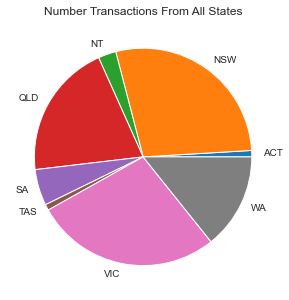 Number Transactions From All States
NT
NSW
QLD
ACT
SA
TAS
WA
VIC